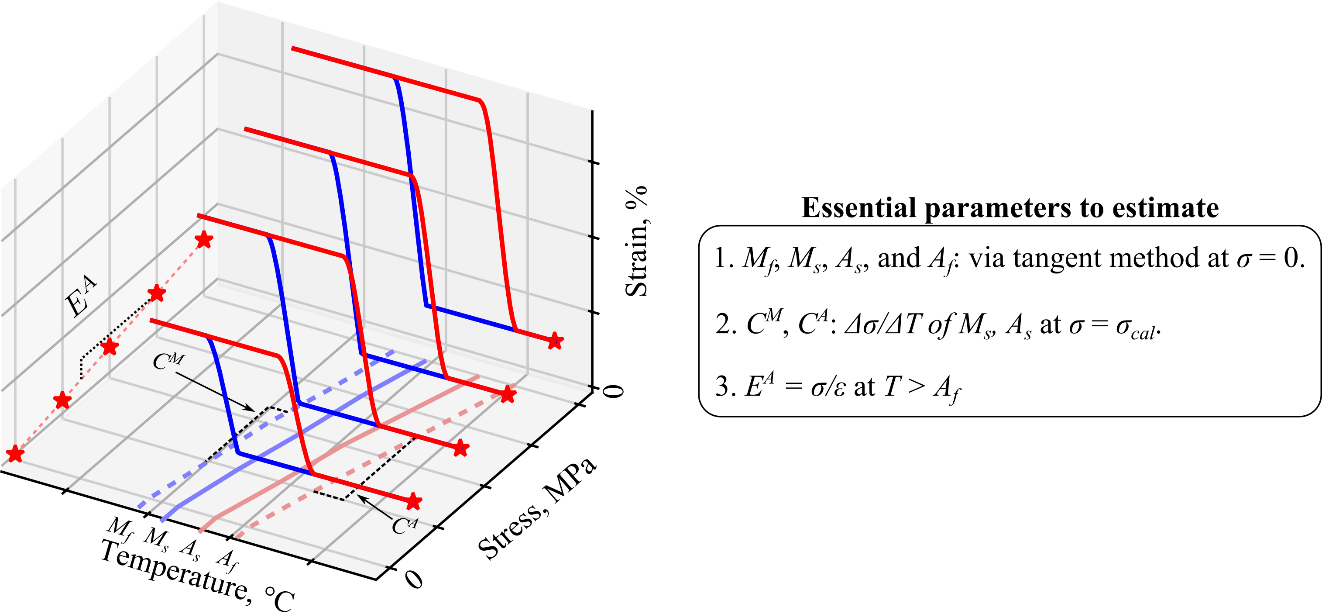 E^A
C^M
C^A
M_f M_s A_s A_f
Temperature, °C
0
Stress, MPa
0
Strain, %
Essential parameters to estimate
1. M_f, M_s, A_s, and A_f: via tangent method at σ = 0.
2. C^M, C^A: Δσ/ΔT of M_s, A_s at σ = σ_cal.
3. E^A = σ/ε at T > A_f